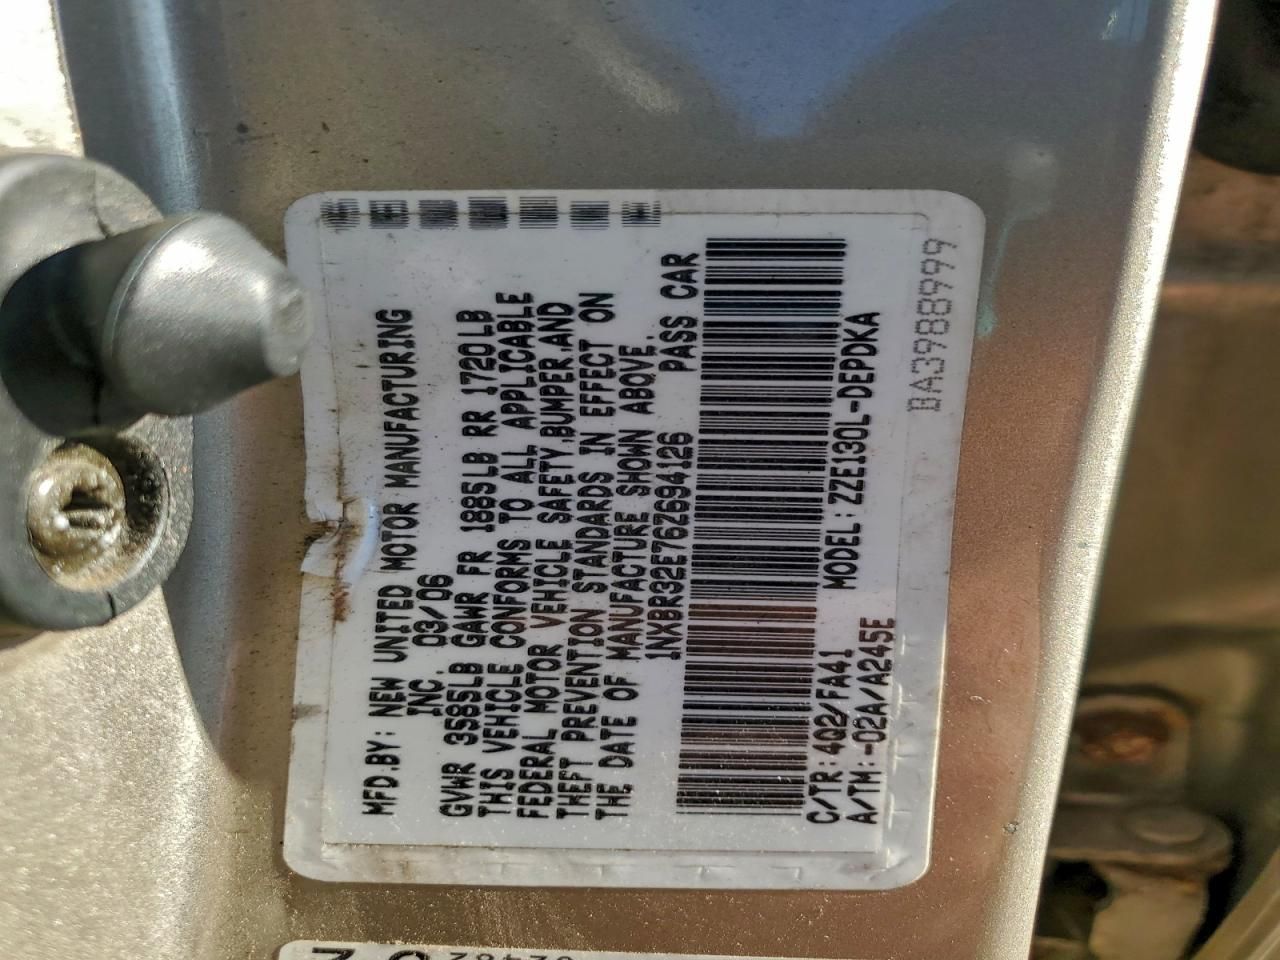 MFD.BY: NEW UNITED MOTOR MANUFACTURING
INC. 03/06
GVWR 3585LB GAWR FR 1885LB RR 1720LB
THIS VEHICLE CONFORMS TO ALL APPLICABLE
FEDERAL MOTOR VEHICLE SAFETY,BUMPER,AND
THEFT PREVENTION STANDARDS IN EFFECT ON
THE DATE OF MANUFACTURE SHOWN ABOVE.
1NXBR32E76Z694126 PASS CAR
C/TR:4Q2/FA41 MODEL:ZZE130L-DEPDKA
A/TM:-02A/A245E
BA3988999